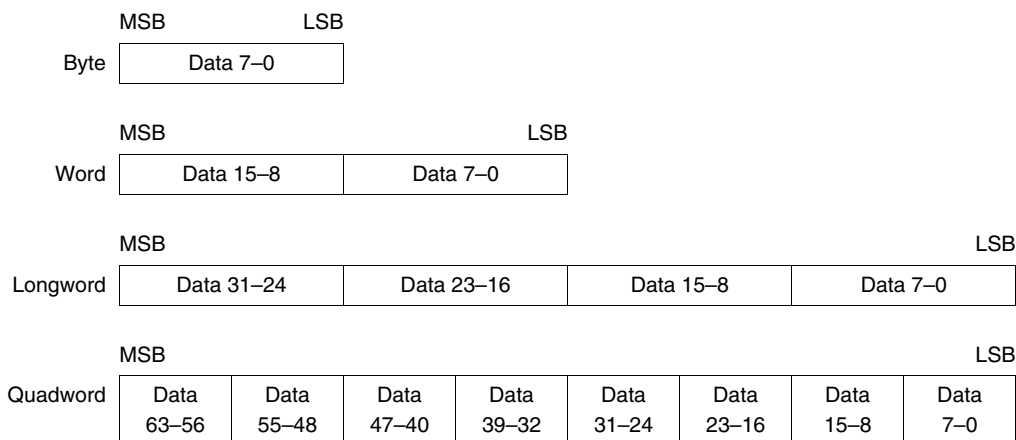 MSB LSB
Byte Data 7–0
MSB LSB
Word Data 15–8 Data 7–0
MSB LSB
Longword Data 31–24 Data 23–16 Data 15–8 Data 7–0
MSB LSB
Quadword Data Data Data Data Data Data Data Data
63–56 55–48 47–40 39–32 31–24 23–16 15–8 7–0